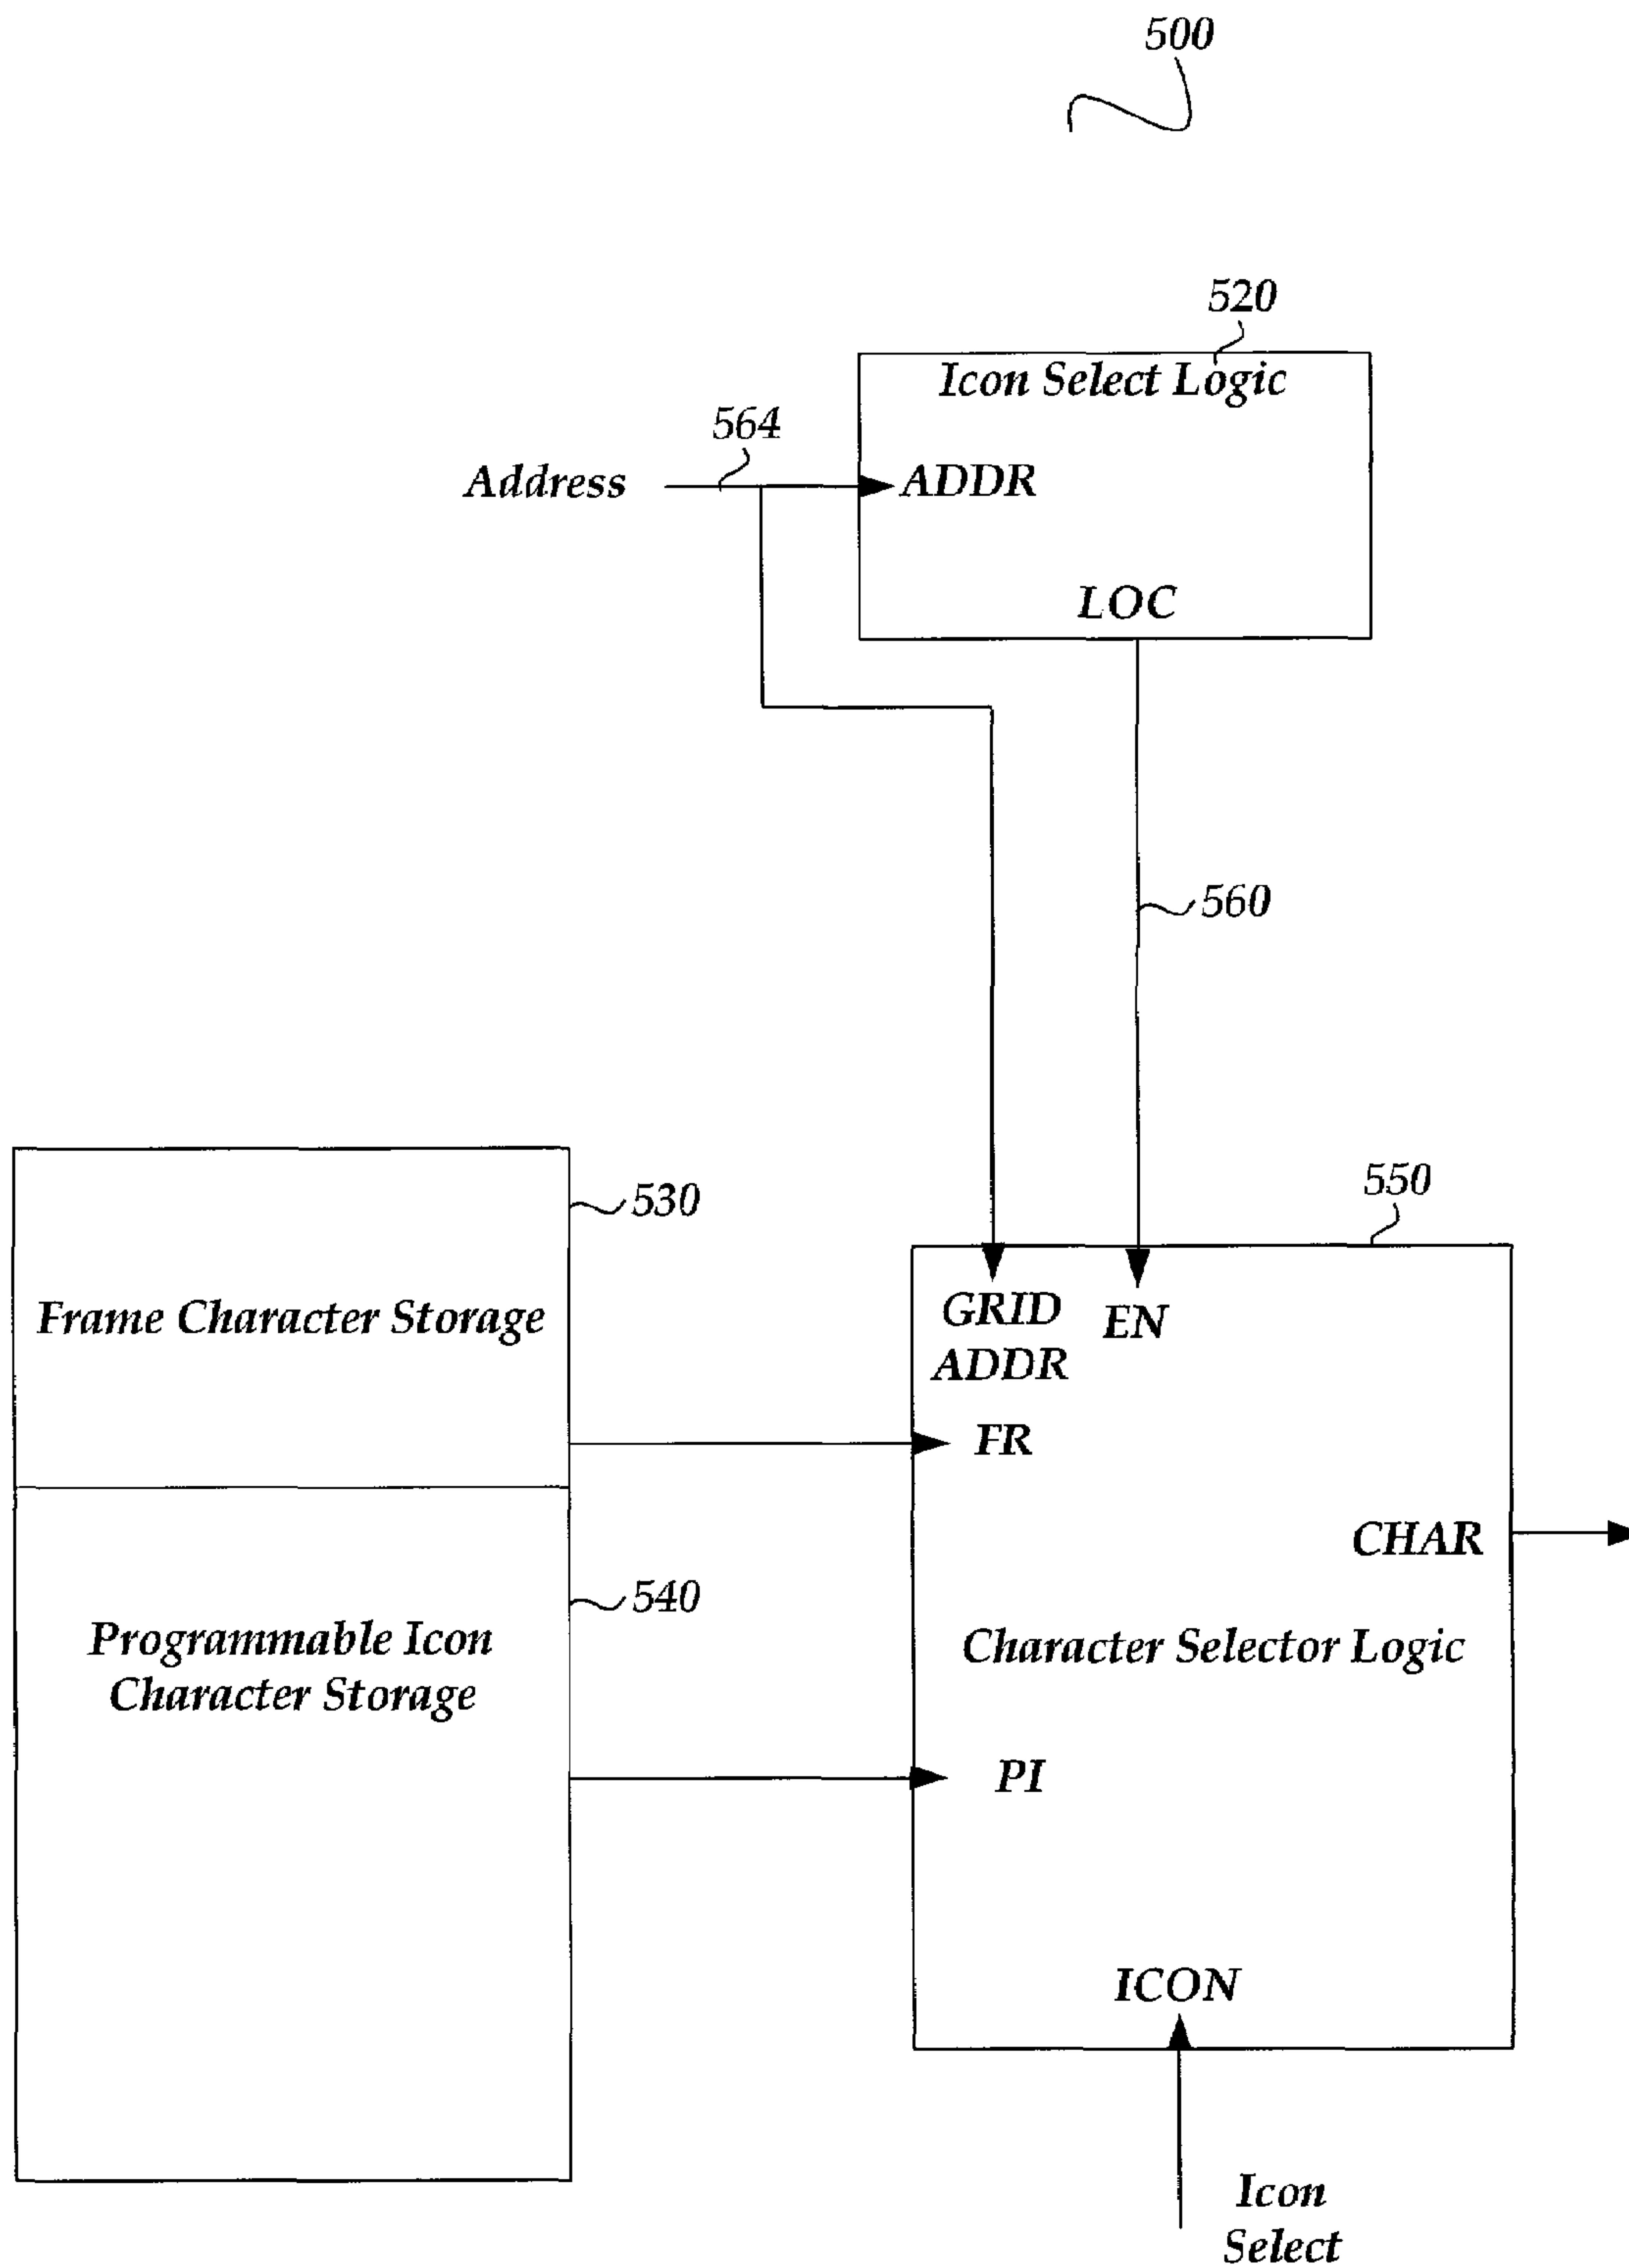 500
520
Icon Select Logic
564
Address
ADDR
LOC
560
530
550
Frame Character Storage
GRID
ADDR
EN
FR
CHAR
540
Programmable Icon
Character Storage
Character Selector Logic
PI
ICON
Icon
Select